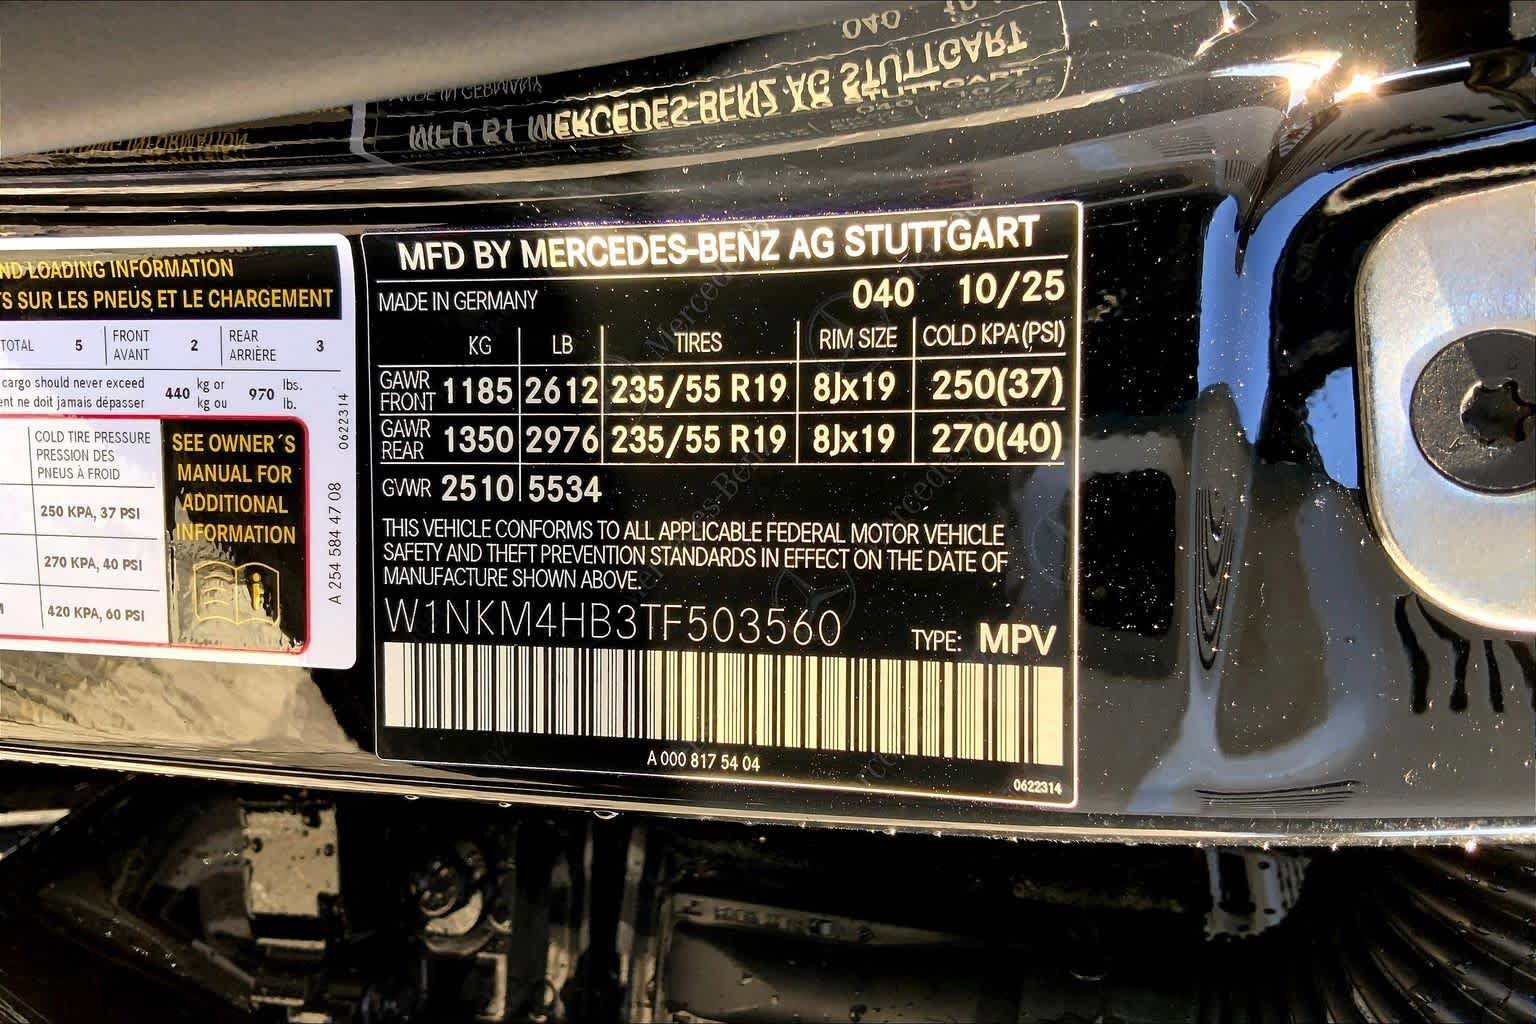 ND LOADING INFORMATION
TS SUR LES PNEUS ET LE CHARGEMENT
TOTAL 5 FRONT AVANT 2 REAR ARRIÈRE 3
cargo should never exceed 440 kg or 970 lbs.
ent ne doit jamais dépasser kg ou lb.
COLD TIRE PRESSURE
PRESSION DES
PNEUS À FROID
250 KPA, 37 PSI
270 KPA, 40 PSI
420 KPA, 60 PSI
SEE OWNER´S
MANUAL FOR
ADDITIONAL
INFORMATION
0622314
A 254 584 47 08
MFD BY MERCEDES-BENZ AG STUTTGART
MADE IN GERMANY 040 10/25
KG LB TIRES RIM SIZE COLD KPA(PSI)
GAWR FRONT 1185 2612 235/55 R19 8Jx19 250(37)
GAWR REAR 1350 2976 235/55 R19 8Jx19 270(40)
GVWR 2510 5534
THIS VEHICLE CONFORMS TO ALL APPLICABLE FEDERAL MOTOR VEHICLE
SAFETY AND THEFT PREVENTION STANDARDS IN EFFECT ON THE DATE OF
MANUFACTURE SHOWN ABOVE.
W1NKM4HB3TF503560 TYPE: MPV
A 000 817 54 04
0622314